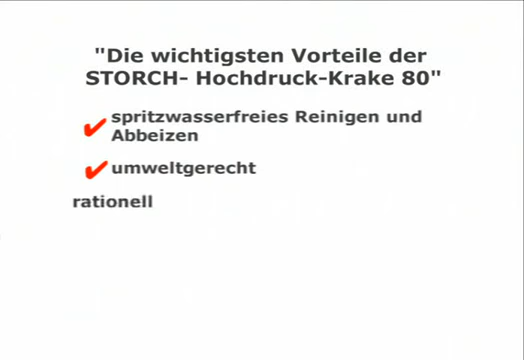 "Die wichtigsten Vorteile der
STORCH- Hochdruck-Krake 80"
spritzwasserfreies Reinigen und
Abbeizen
umweltgerecht
rationell